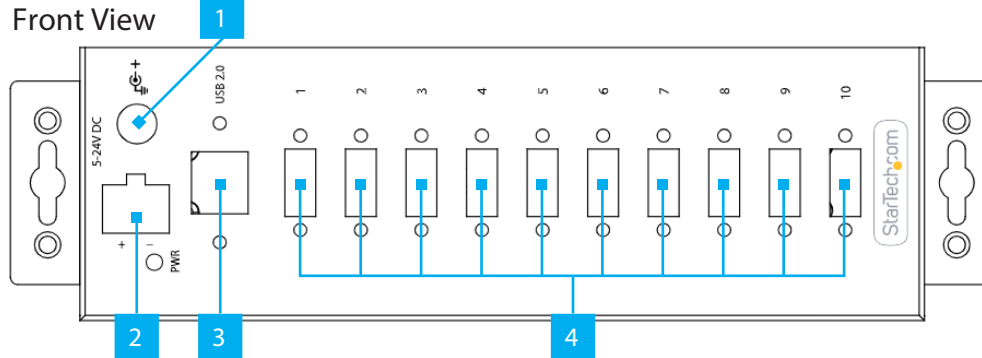 Front View
1
5-24V DC
+
USB 2.0
1 2 3 4 5 6 7 8 9 10
StarTech.com
+ −
PWR
2 3 4